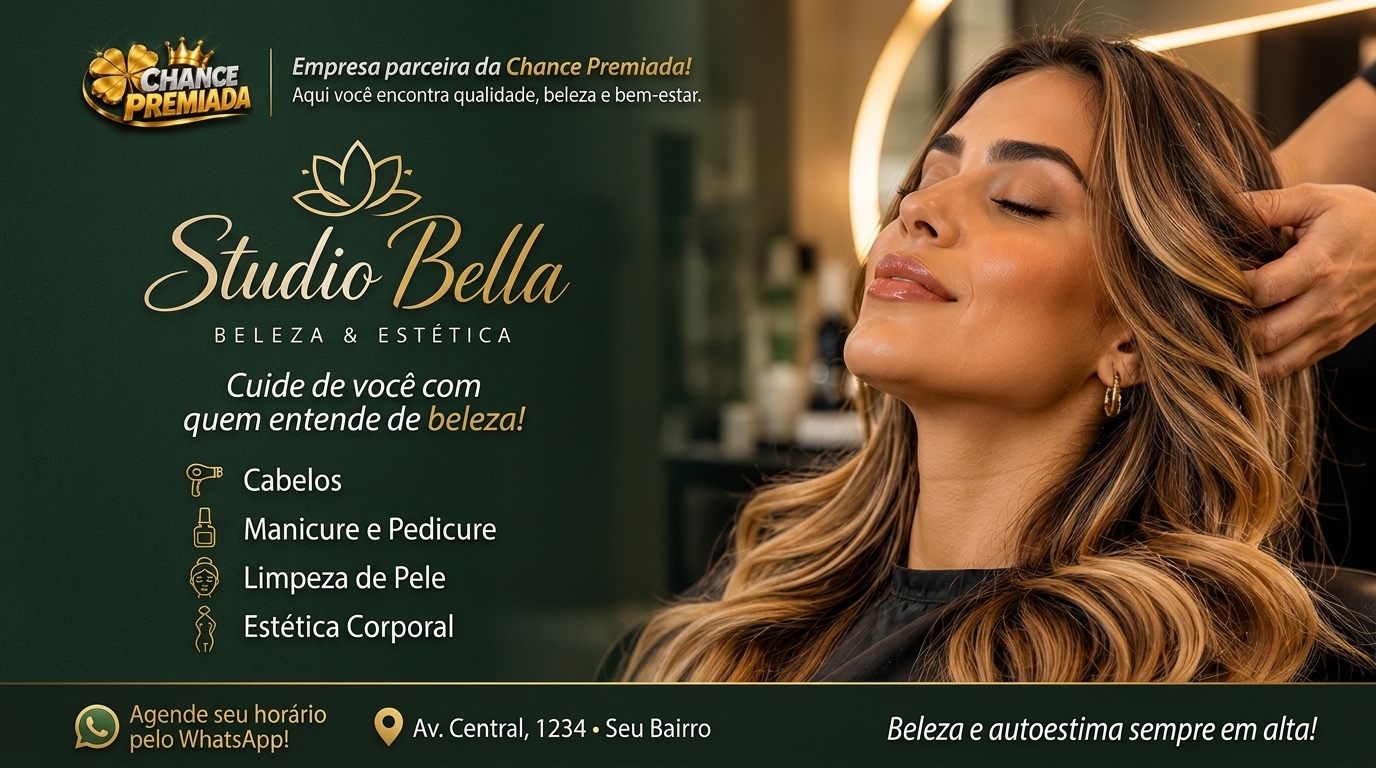 CHANCE
PREMIADA
Empresa parceira da Chance Premiada!
Aqui você encontra qualidade, beleza e bem-estar.
Studio Bella
BELEZA & ESTÉTICA
Cuide de você com
quem entende de beleza!
Cabelos
Manicure e Pedicure
Limpeza de Pele
Estética Corporal
Agende seu horário
pelo WhatsApp!
Av. Central, 1234 • Seu Bairro
Beleza e autoestima sempre em alta!